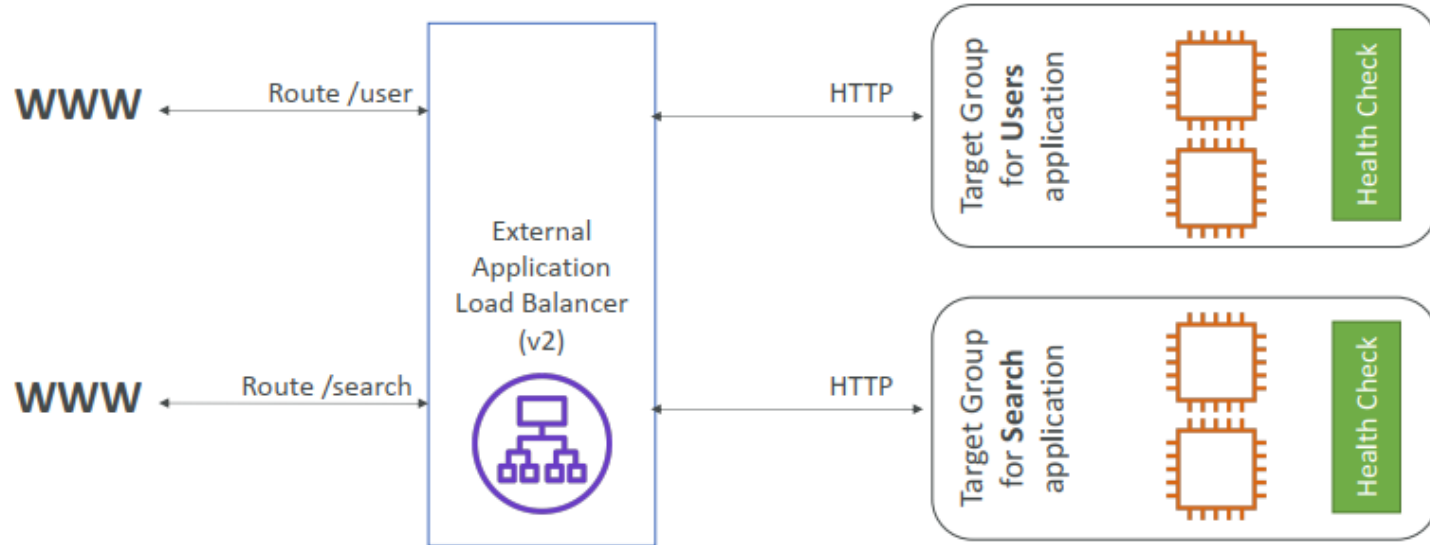 WWW
Route /user
HTTP
Target Group
for Users
application
Health Check
External
Application
Load Balancer
(v2)
WWW
Route /search
HTTP
Target Group
for Search
application
Health Check